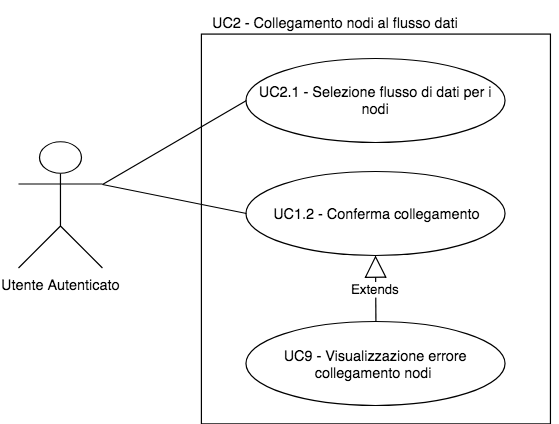 UC2 - Collegamento nodi al flusso dati
UC2.1 - Selezione flusso di dati per i
nodi
UC1.2 - Conferma collegamento
Utente Autenticato
Extends
UC9 - Visualizzazione errore
collegamento nodi